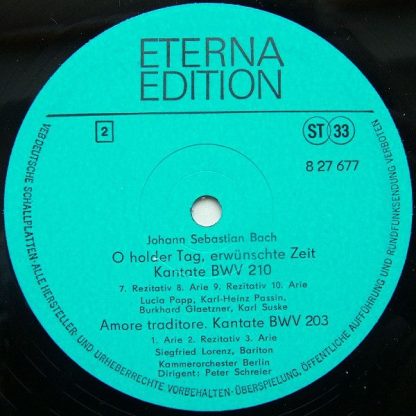 ETERNA
EDITION
2
ST 33
8 27 677
Johann Sebastian Bach
O holder Tag, erwünschte Zeit
Kantate BWV 210
7. Rezitativ 8. Arie 9. Rezitativ 10. Arie
Lucia Popp, Karl-Heinz Passin,
Burkhard Glaetzner, Karl Suske
Amore traditore. Kantate BWV 203
1. Arie 2. Rezitativ 3. Arie
Siegfried Lorenz, Bariton
Kammerorchester Berlin
Dirigent: Peter Schreier
VEB DEUTSCHE SCHALLPLATTEN · ALLE HERSTELLER- UND URHEBERRECHTE VORBEHALTEN · ÜBERSPIELUNG, ÖFFENTLICHE AUFFÜHRUNG UND RUNDFUNKSENDUNG VERBOTEN